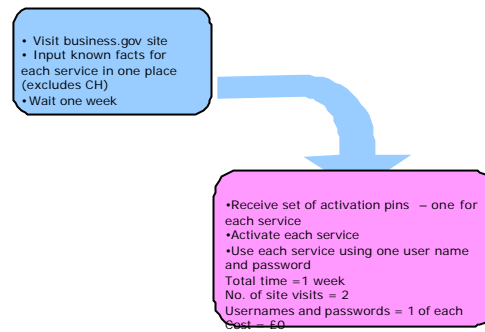 • Visit business.gov site
• Input known facts for
each service in one place
(excludes CH)
•Wait one week
•Receive set of activation pins – one for
each service
•Activate each service
•Use each service using one user name
and password
Total time =1 week
No. of site visits = 2
Usernames and passwords = 1 of each
Cost = £0